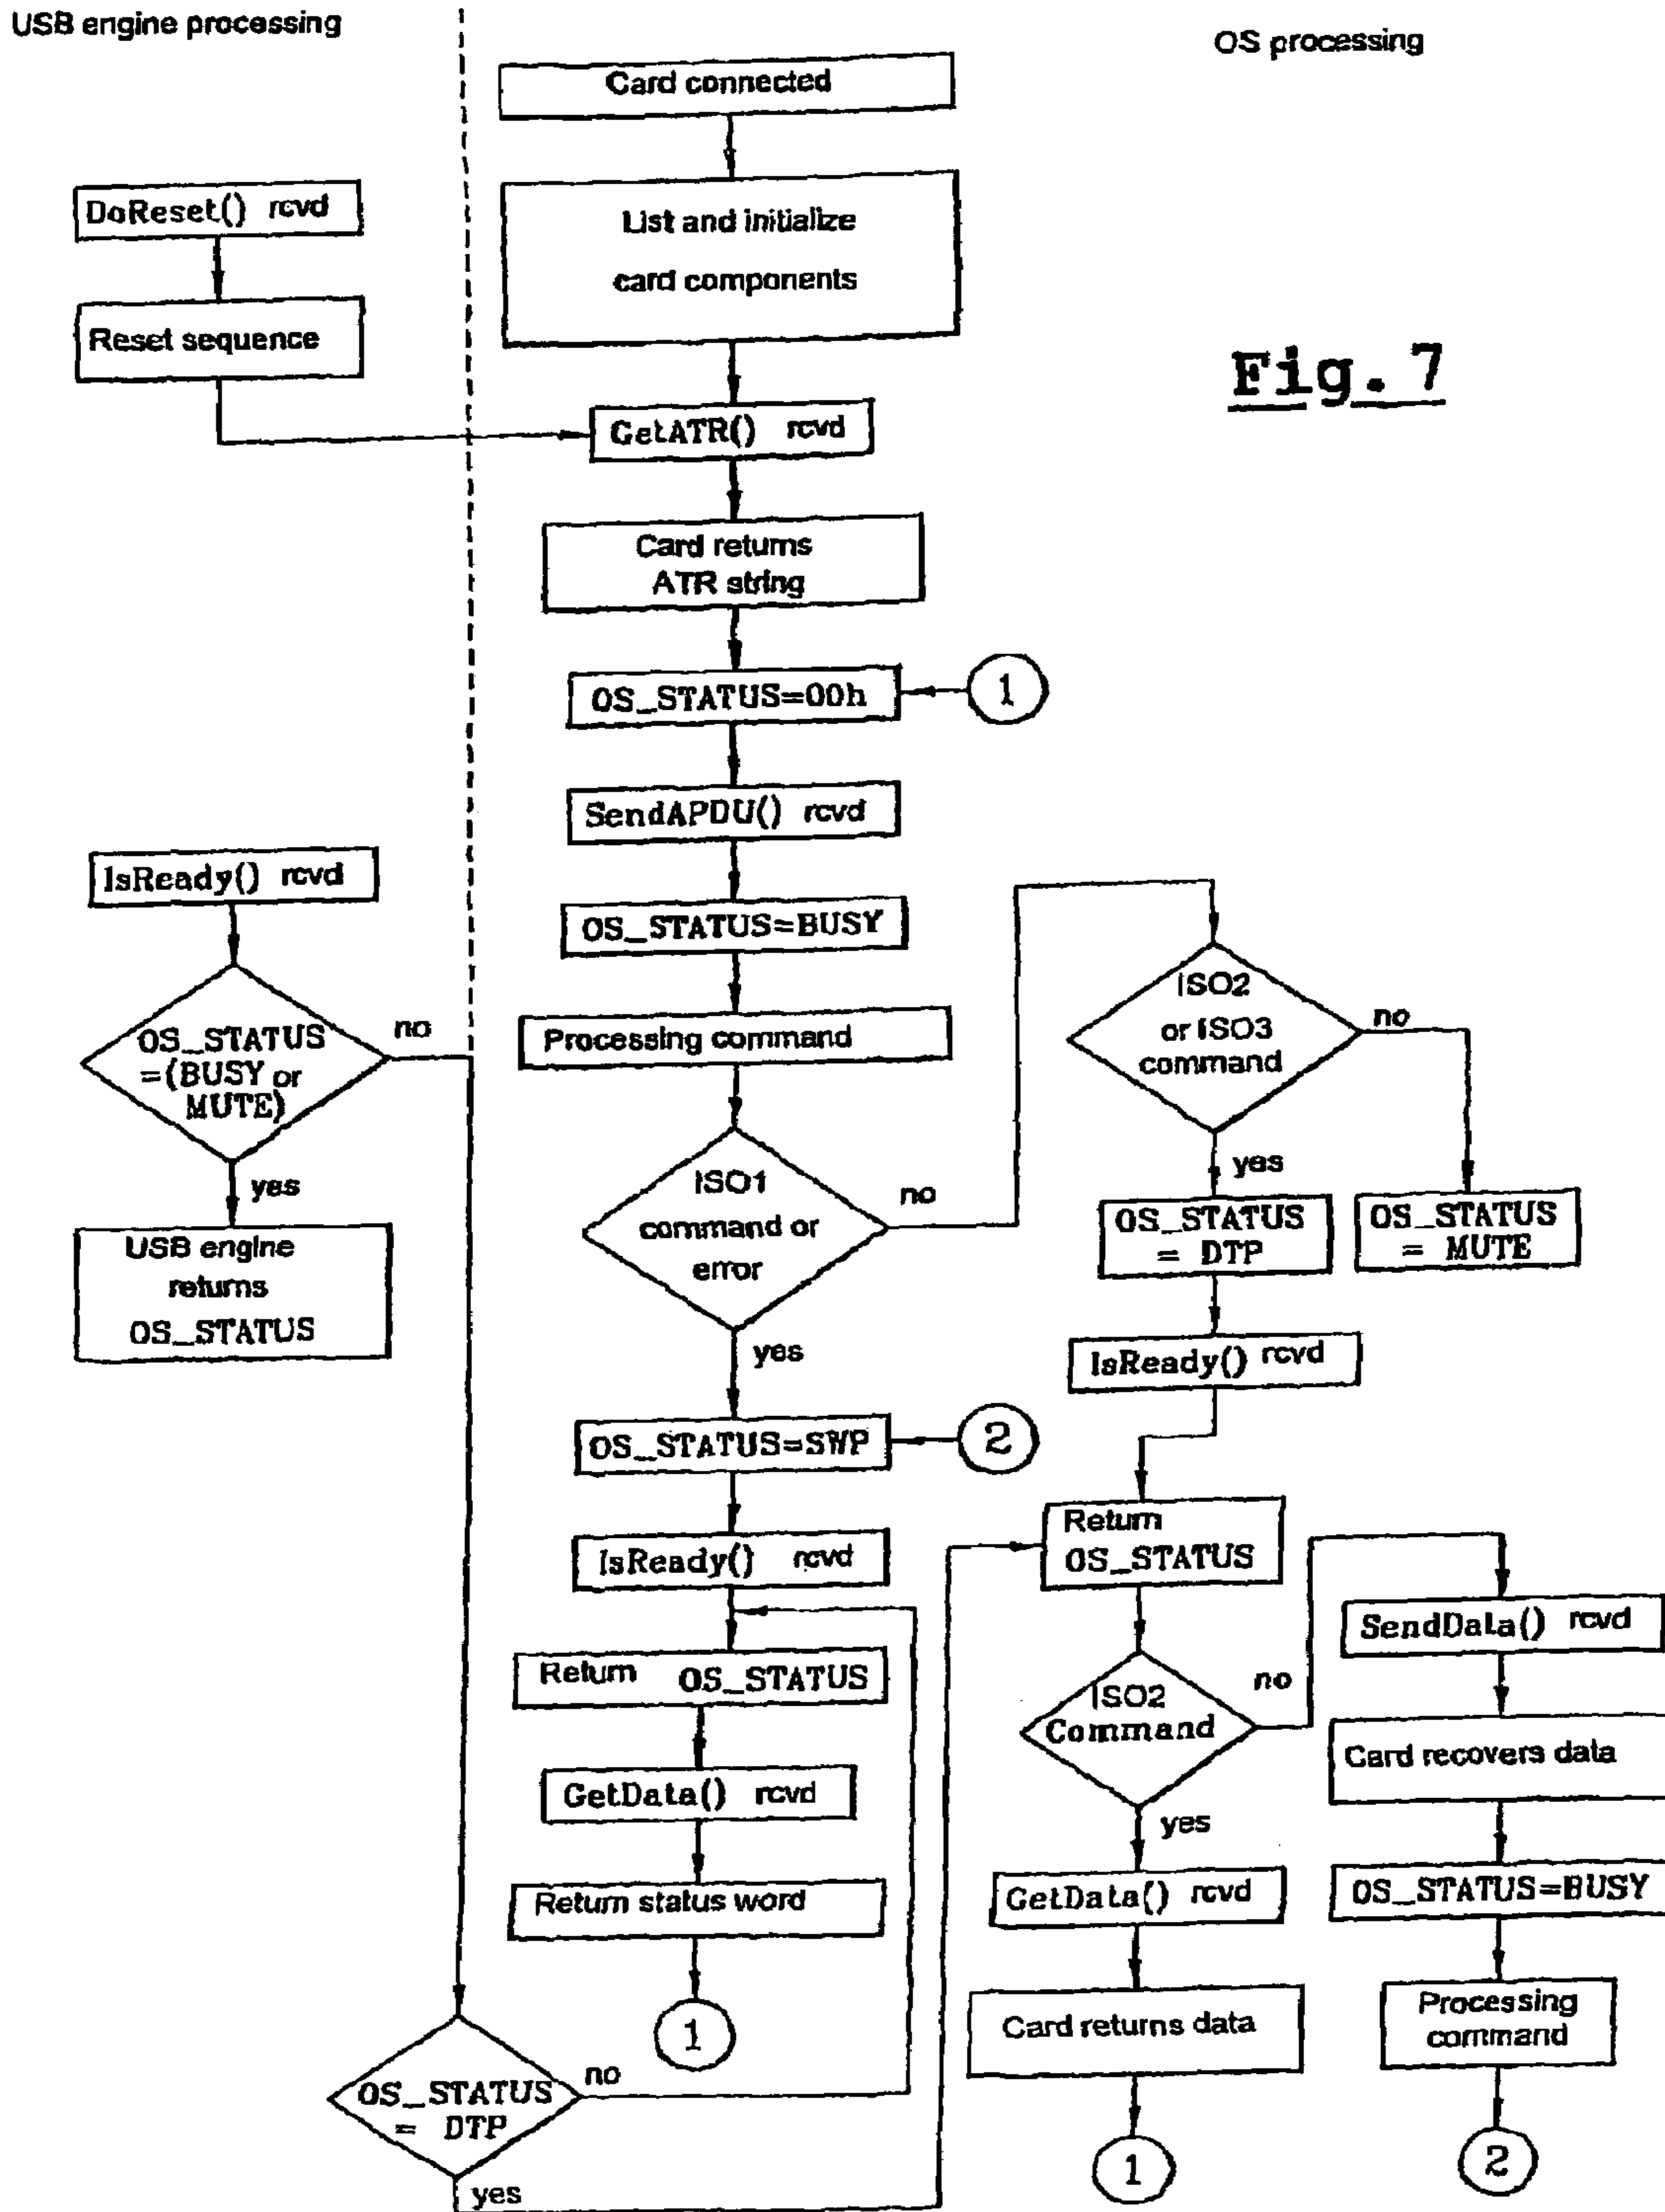 USB engine processing
OS processing
Card connected
List and initialize
card components
DoReset() rcvd
Reset sequence
Fig. 7
GetATR() rcvd
Card returns
ATR string
OS_STATUS=00h
1
SendAPDU() rcvd
IsReady() rcvd
OS_STATUS=BUSY
OS_STATUS
=(BUSY or
MUTE)
no
yes
USB engine
returns
OS_STATUS
Processing command
ISO1
command or
error
no
yes
ISO2
or ISO3
command
no
yes
OS_STATUS
= DTP
OS_STATUS
= MUTE
IsReady() rcvd
OS_STATUS=SWP
2
IsReady() rcvd
Return OS_STATUS
GetData() rcvd
Return status word
1
Return
OS_STATUS
ISO2
Command
no
yes
SendData() rcvd
Card recovers data
OS_STATUS=BUSY
Processing
command
2
GetData() rcvd
Card returns data
1
OS_STATUS
= DTP
no
yes